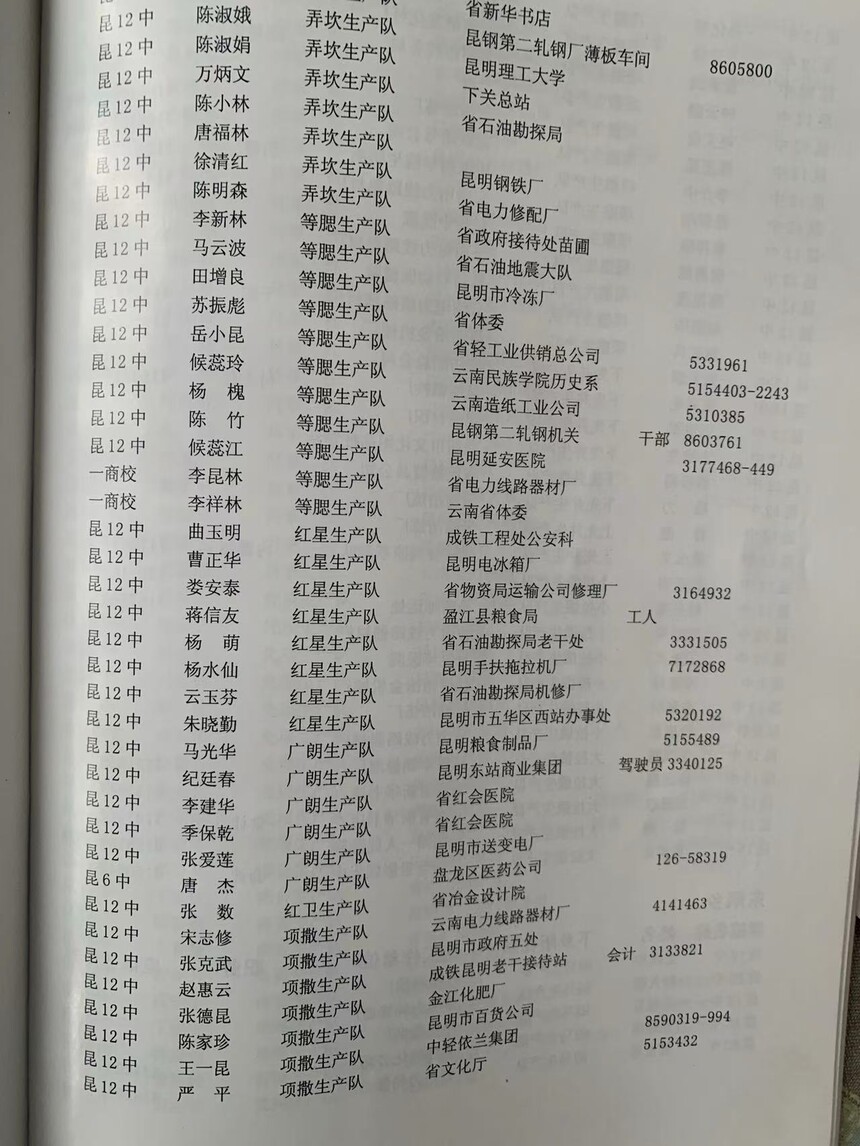 省新华书店
昆12中 陈淑娥 弄坎生产队 昆钢第二轧钢厂薄板车间 8605800
昆12中 陈淑娟 弄坎生产队 昆明理工大学
昆12中 万炳文 弄坎生产队 下关总站
昆12中 陈小林 弄坎生产队 省石油勘探局
昆12中 唐福林 弄坎生产队
昆12中 徐清红 弄坎生产队 昆明钢铁厂
昆12中 陈明森 弄坎生产队 省电力修配厂
昆12中 李新林 等腮生产队 省政府接待处苗圃
昆12中 马云波 等腮生产队 省石油地震大队
昆12中 田增良 等腮生产队 昆明市冷冻厂
昆12中 苏振彪 等腮生产队 省体委
昆12中 岳小昆 等腮生产队 省轻工业供销总公司 5331961
昆12中 候蕊玲 等腮生产队 云南民族学院历史系 5154403-2243
昆12中 杨 槐 等腮生产队 云南造纸工业公司 5310385
昆12中 陈 竹 等腮生产队 昆钢第二轧钢机关 干部 8603761
昆12中 候蕊江 等腮生产队 昆明延安医院 3177468-449
一商校 李昆林 等腮生产队 省电力线路器材厂
一商校 李祥林 等腮生产队 云南省体委
昆12中 曲玉明 红星生产队 成铁工程处公安科
昆12中 曹正华 红星生产队 昆明电冰箱厂
昆12中 娄安泰 红星生产队 省物资局运输公司修理厂 3164932
昆12中 蒋信友 红星生产队 盈江县粮食局 工人
昆12中 杨 萌 红星生产队 省石油勘探局老干处 3331505
昆12中 杨水仙 红星生产队 昆明手扶拖拉机厂 7172868
昆12中 云玉芬 红星生产队 省石油勘探局机修厂
昆12中 朱晓勤 红星生产队 昆明市五华区西站办事处 5320192
昆12中 马光华 广朗生产队 昆明粮食制品厂 5155489
昆12中 纪廷春 广朗生产队 昆明东站商业集团 驾驶员 3340125
昆12中 李建华 广朗生产队 省红会医院
昆12中 季保乾 广朗生产队 省红会医院
昆12中 张爱莲 广朗生产队 昆明市送变电厂
昆6中 唐 杰 广朗生产队 盘龙区医药公司 126-58319
昆12中 张 数 红卫生产队 省冶金设计院
昆12中 宋志修 项撒生产队 云南电力线路器材厂 4141463
昆12中 张克武 项撒生产队 昆明市政府五处
昆12中 赵惠云 项撒生产队 成铁昆明老干接待站 会计 3133821
昆12中 张德昆 项撒生产队 金江化肥厂
昆12中 陈家珍 项撒生产队 昆明市百货公司 8590319-994
昆12中 王一昆 项撒生产队 中轻依兰集团 5153432
昆12中 严 平 项撒生产队 省文化厅